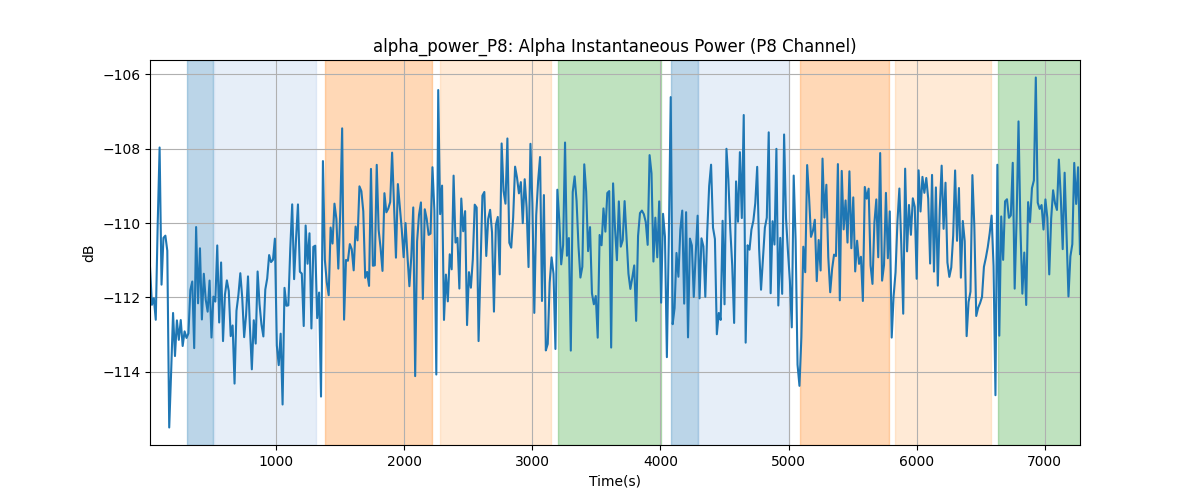 alpha_power_P8: Alpha Instantaneous Power (P8 Channel)
−106
−108
−110
−112
−114
dB
1000 2000 3000 4000 5000 6000 7000
Time(s)